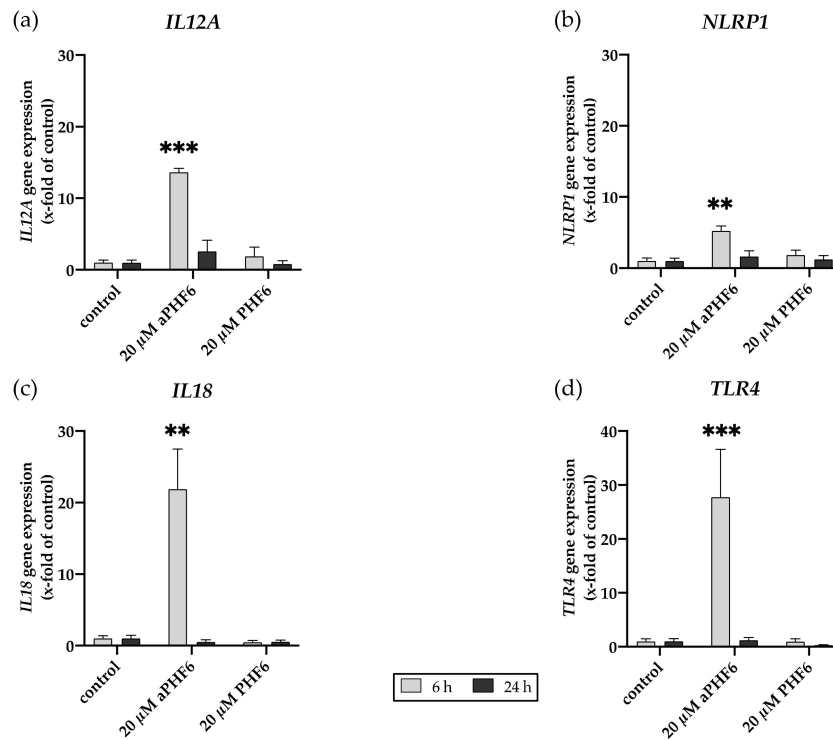 (a)
IL12A
IL12A gene expression
(x-fold of control)
30
20
10
0
***
control
20 µM aPHF6
20 µM PHF6
(b)
NLRP1
NLRP1 gene expression
(x-fold of control)
30
20
10
0
**
control
20 µM aPHF6
20 µM PHF6
(c)
IL18
IL18 gene expression
(x-fold of control)
30
20
10
0
**
control
20 µM aPHF6
20 µM PHF6
(d)
TLR4
TLR4 gene expression
(x-fold of control)
40
30
20
10
0
***
control
20 µM aPHF6
20 µM PHF6
6 h
24 h